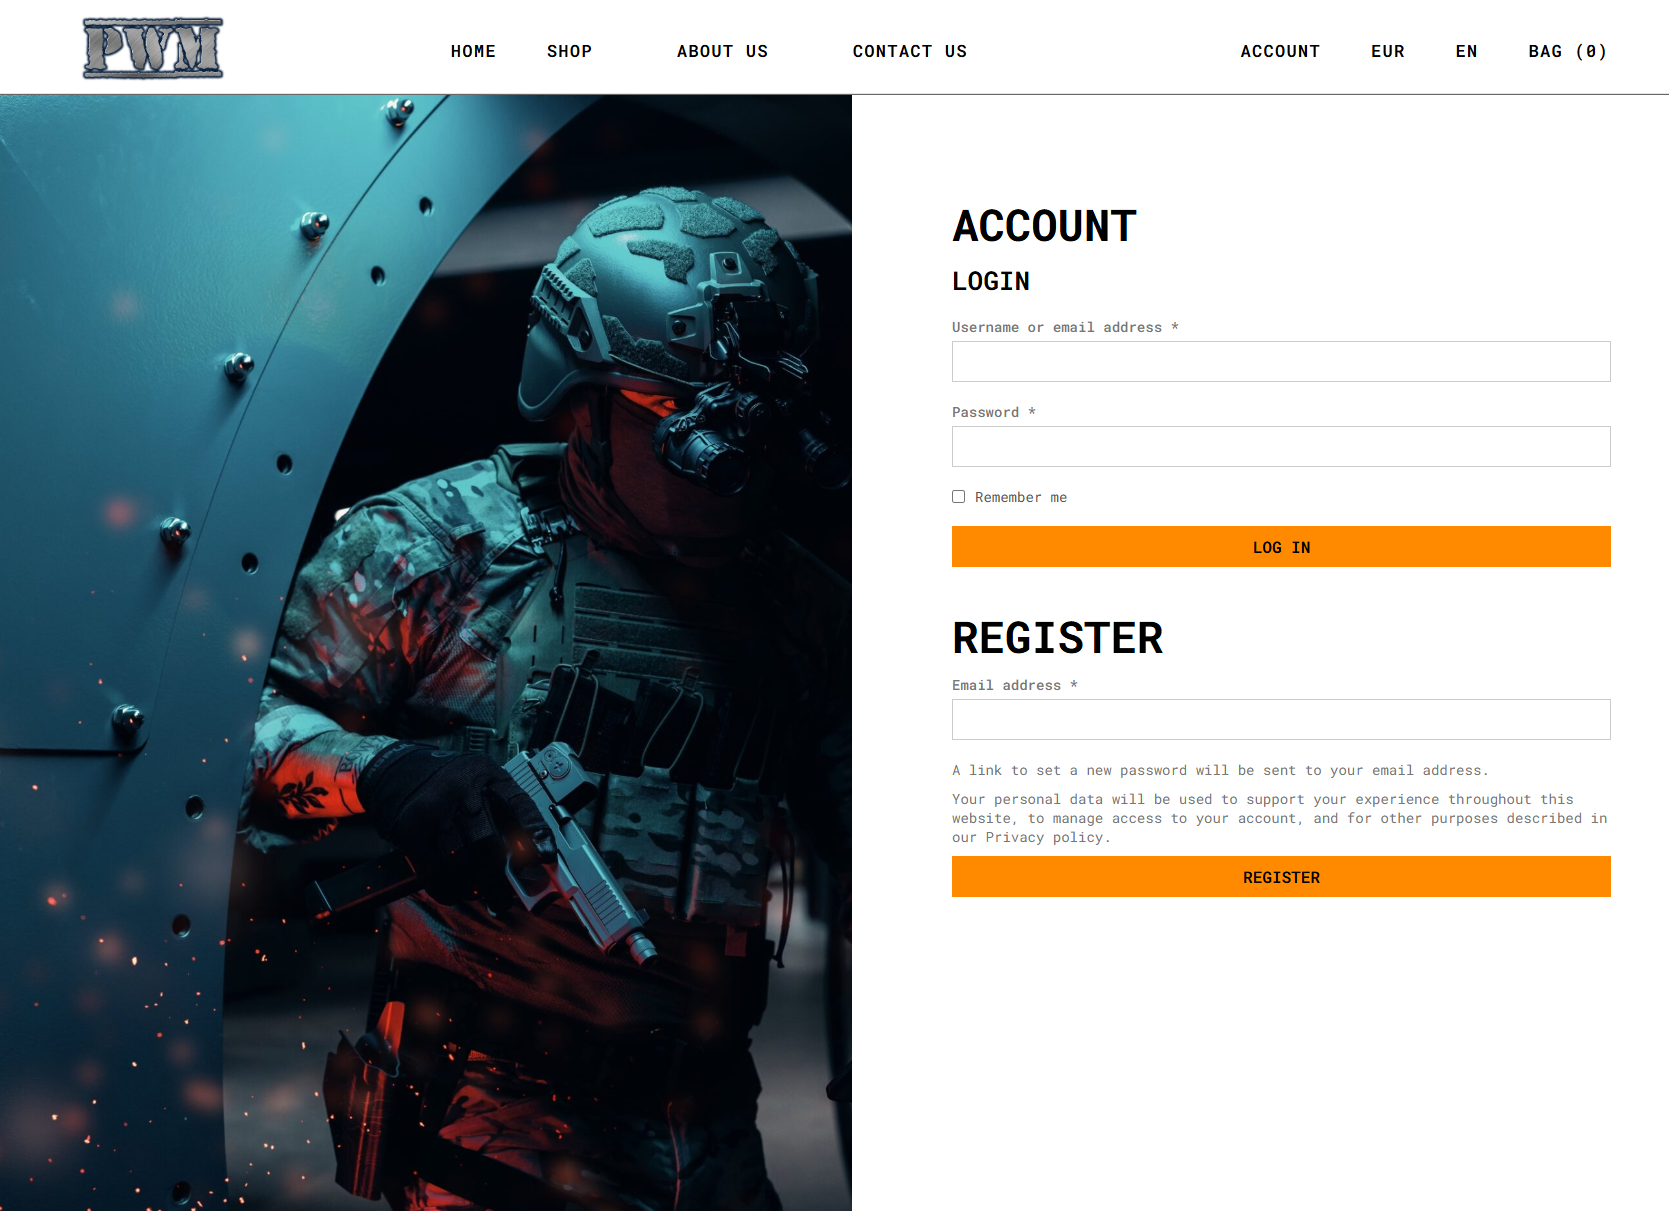 PWM
HOME SHOP ABOUT US CONTACT US ACCOUNT EUR EN BAG (0)
ACCOUNT
LOGIN
Username or email address *
Password *
Remember me
LOG IN
REGISTER
Email address *
A link to set a new password will be sent to your email address.
Your personal data will be used to support your experience throughout this
website, to manage access to your account, and for other purposes described in
our Privacy policy.
REGISTER